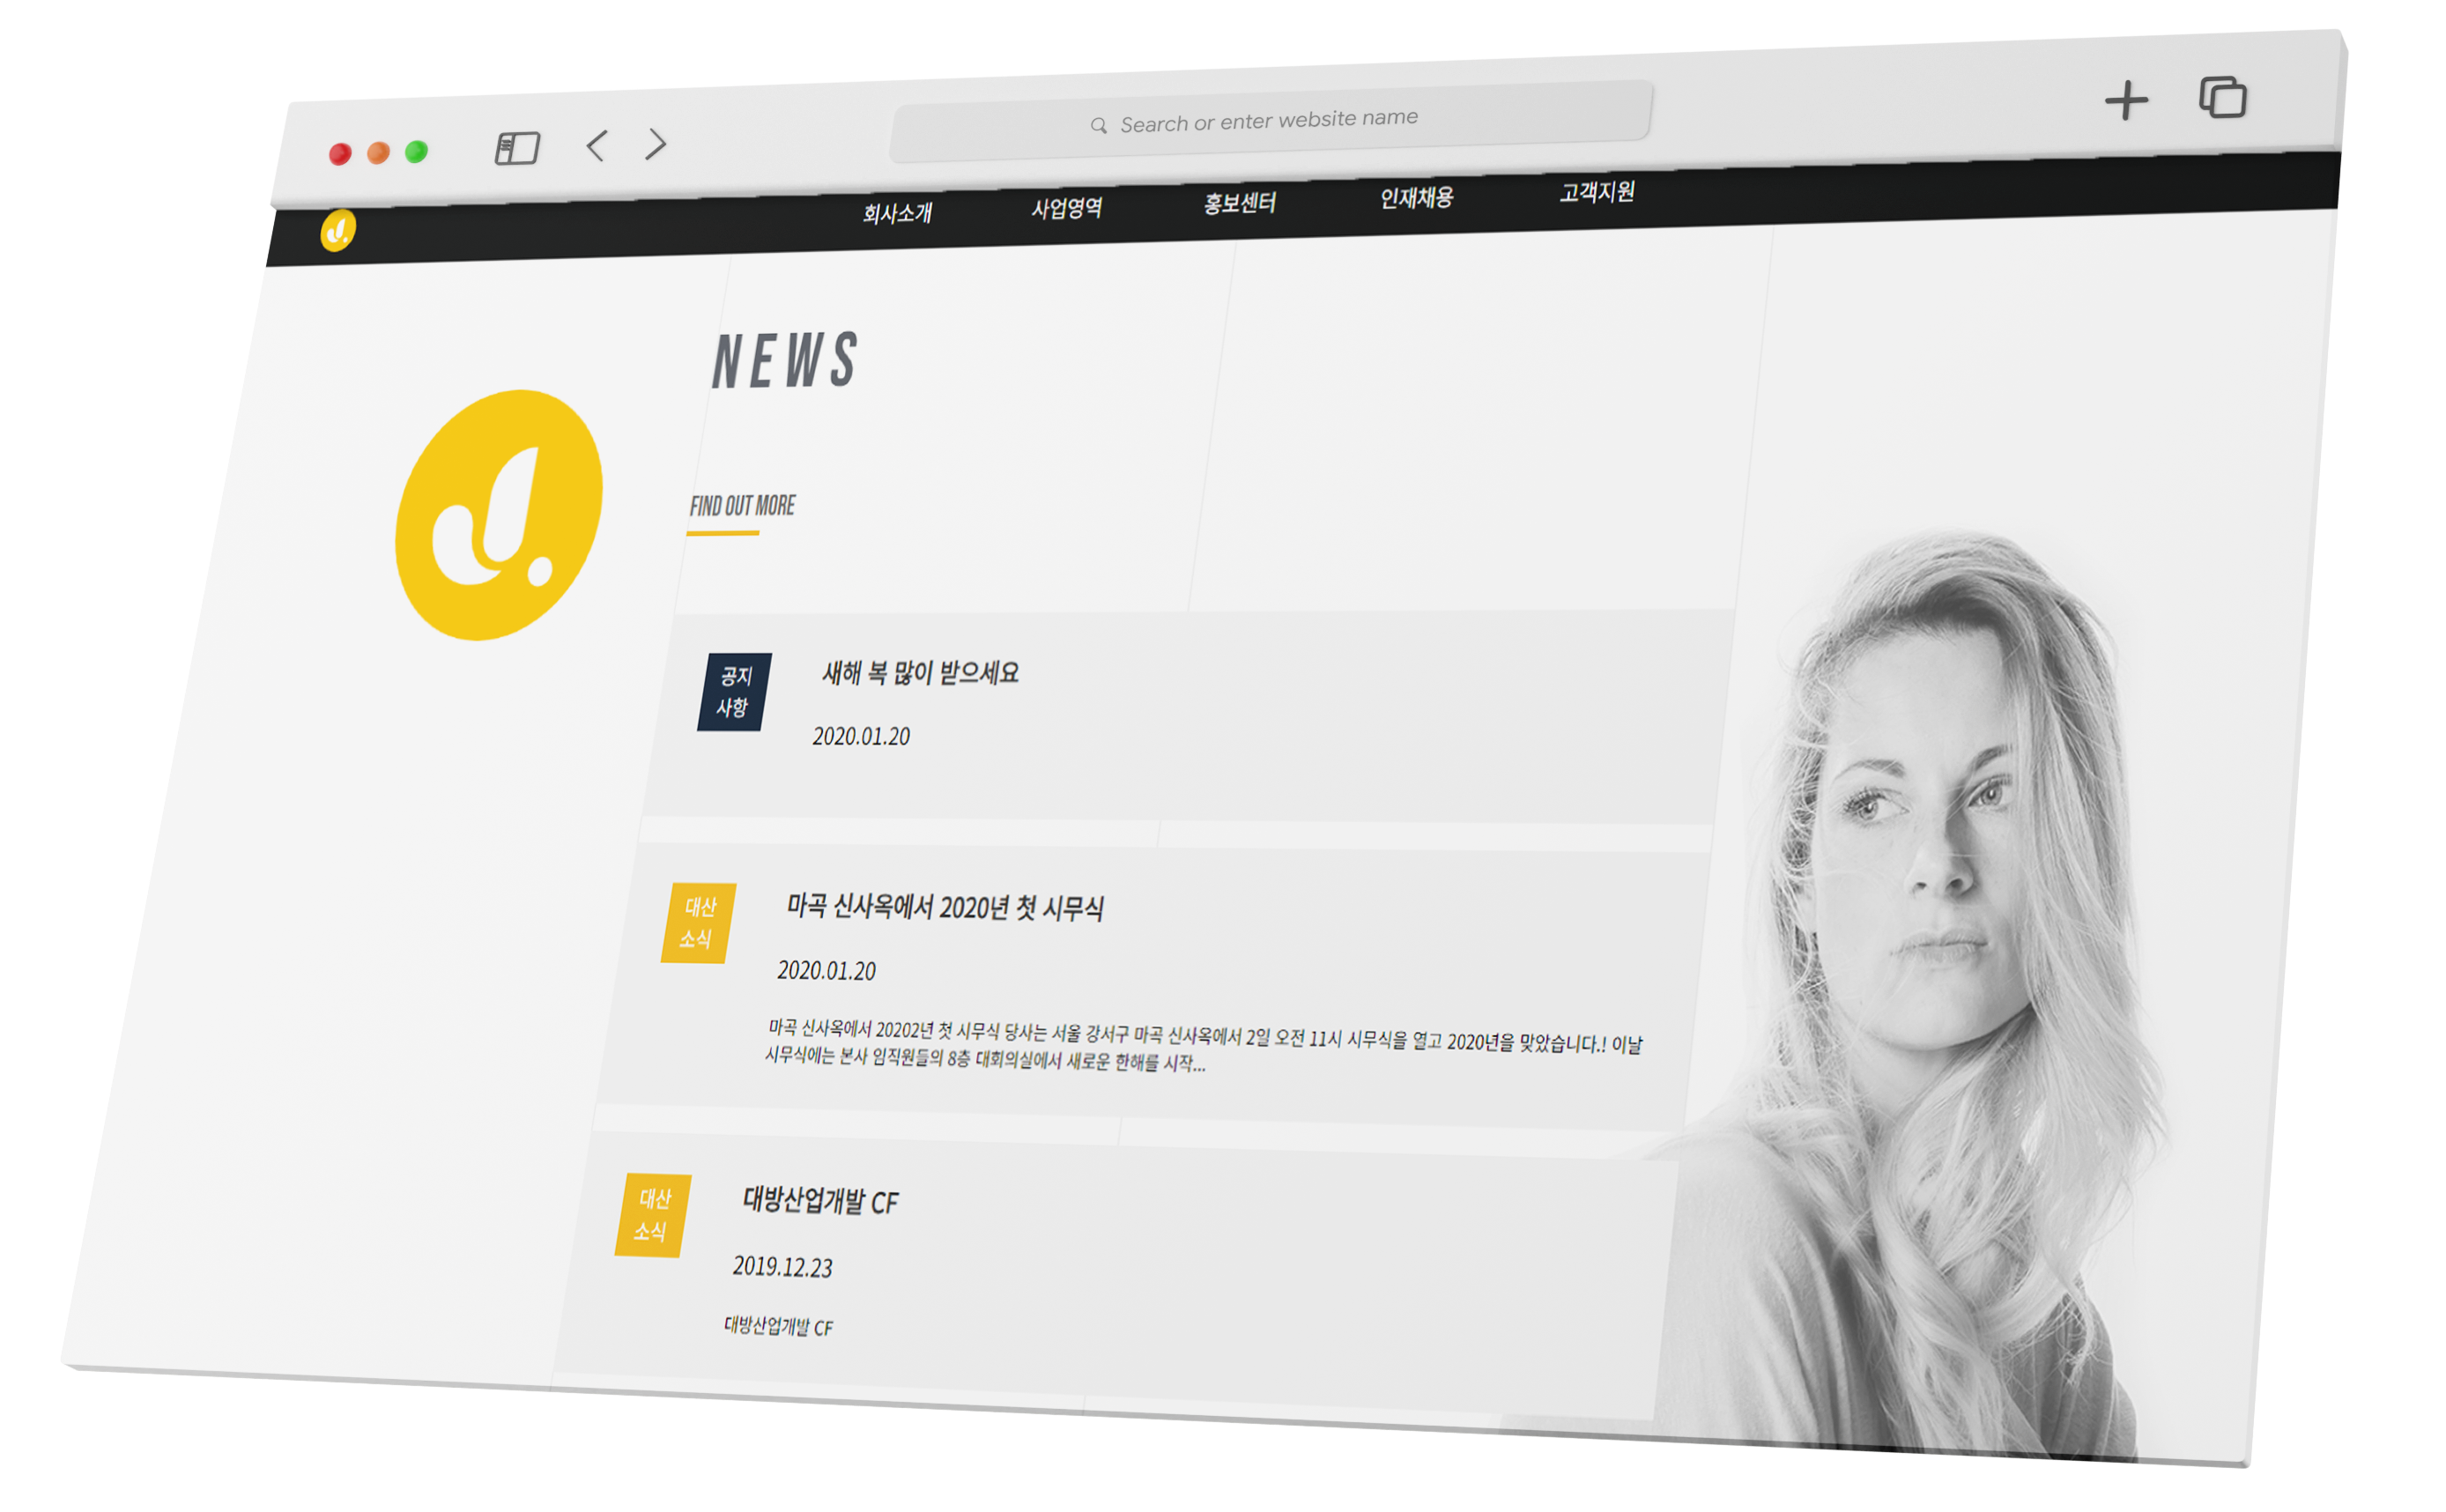 Search or enter website name
회사소개 사업영역 홍보센터 인재채용 고객지원
NEWS
FIND OUT MORE
공지
사항
새해 복 많이 받으세요
2020.01.20
대산
소식
마곡 신사옥에서 2020년 첫 시무식
2020.01.20
마곡 신사옥에서 20202년 첫 시무식 당사는 서울 강서구 마곡 신사옥에서 2일 오전 11시 시무식을 열고 2020년을 맞았습니다.! 이날
시무식에는 본사 임직원들의 8층 대회의실에서 새로운 한해를 시작...
대산
소식
대방산업개발 CF
2019.12.23
대방산업개발 CF